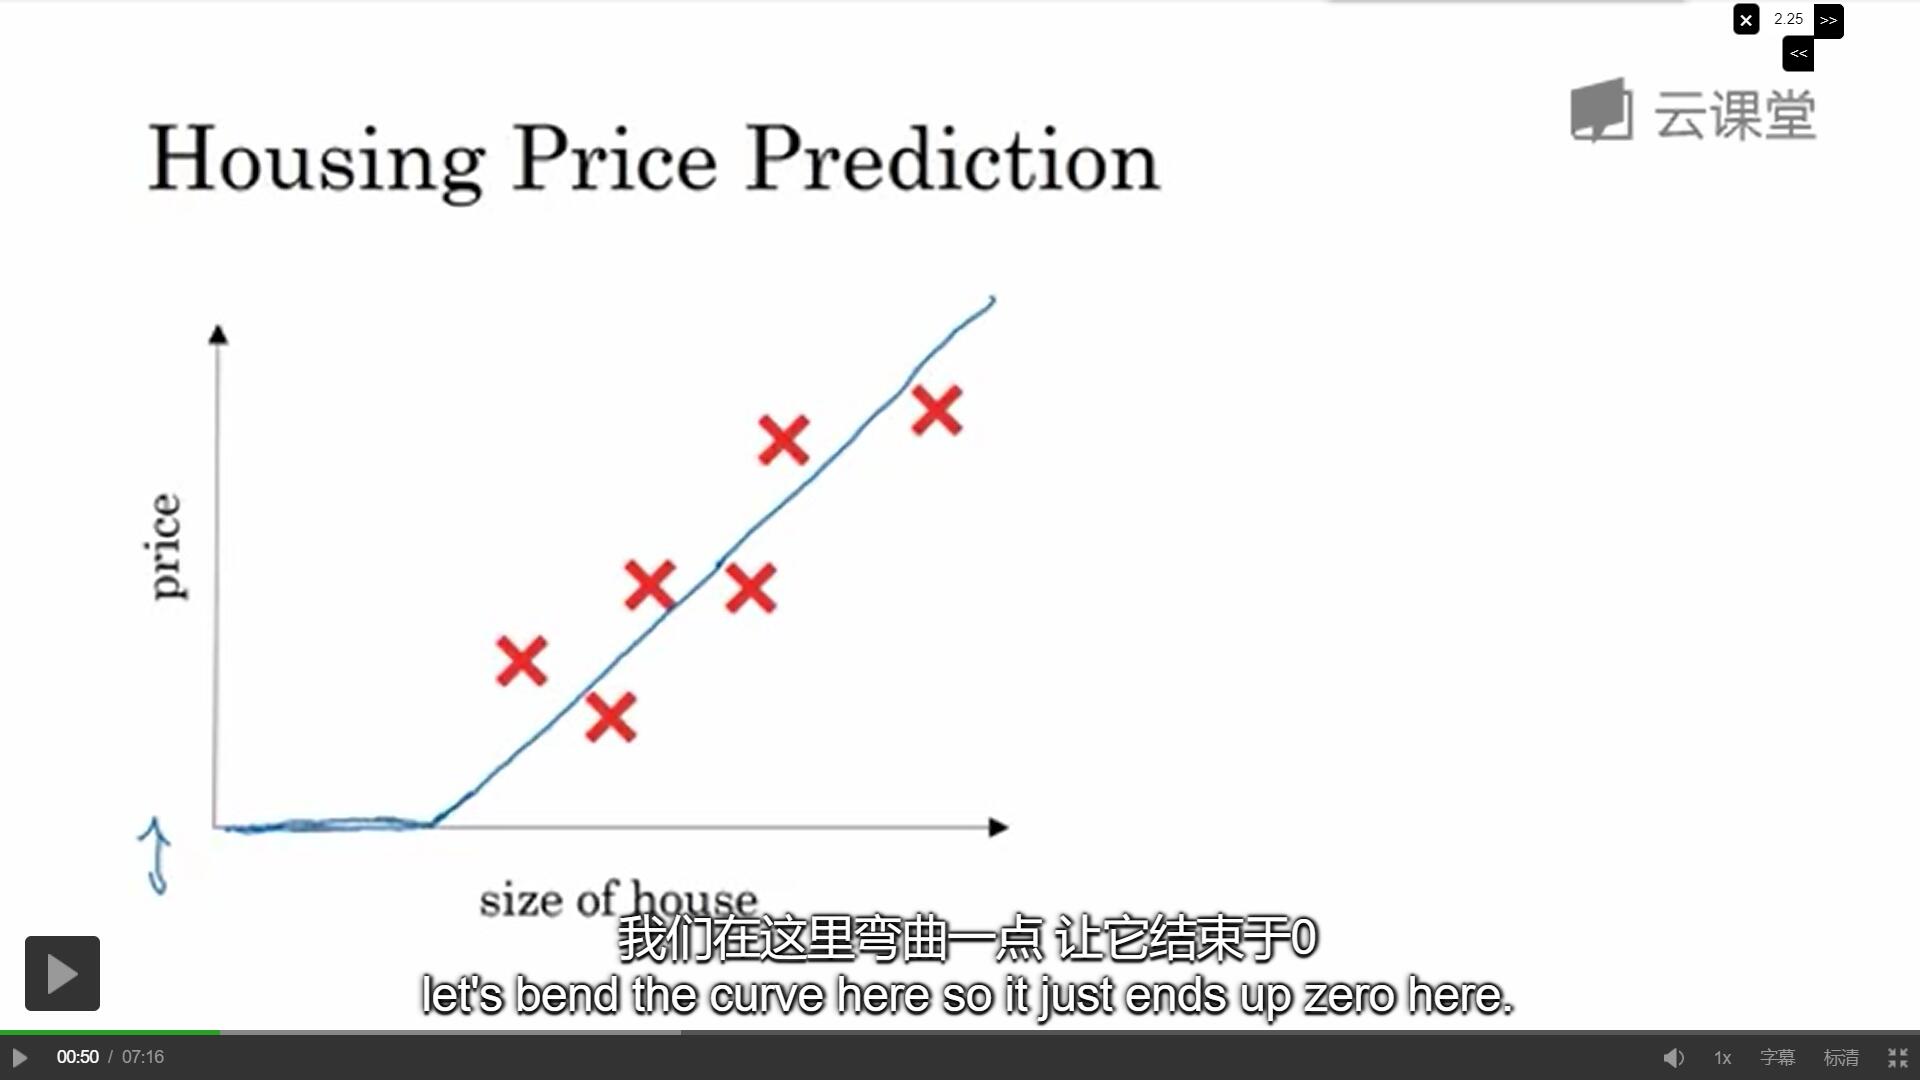 2.25 >>
<<
云课堂
Housing Price Prediction
price
size of house
我们在这里弯曲一点 让它结束于0
let's bend the curve here so it just ends up zero here.
00:50 / 07:16 1x 字幕 标清